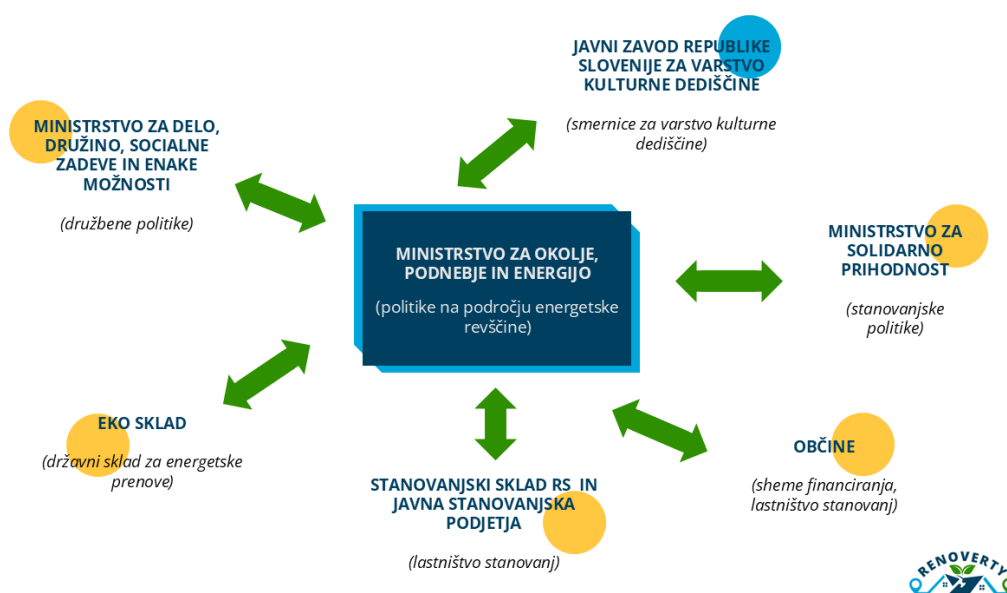 JAVNI ZAVOD REPUBLIKE
SLOVENIJE ZA VARSTVO
KULTURNE DEDIŠČINE
(smernice za varstvo kulturne
dediščine)
MINISTRSTVO ZA DELO,
DRUŽINO, SOCIALNE
ZADEVE IN ENAKE
MOŽNOSTI
(družbene politike)
MINISTRSTVO ZA OKOLJE,
PODNEBJE IN ENERGIJO
(politike na področju energetske
revščine)
MINISTRSTVO ZA
SOLIDARNO
PRIHODNOST
(stanovanjske
politike)
EKO SKLAD
(državni sklad za energetske
prenove)
STANOVANJSKI SKLAD RS IN
JAVNA STANOVANJSKA
PODJETJA
(lastništvo stanovanj)
OBČINE
(sheme financiranja,
lastništvo stanovanj)
RENOVERTY